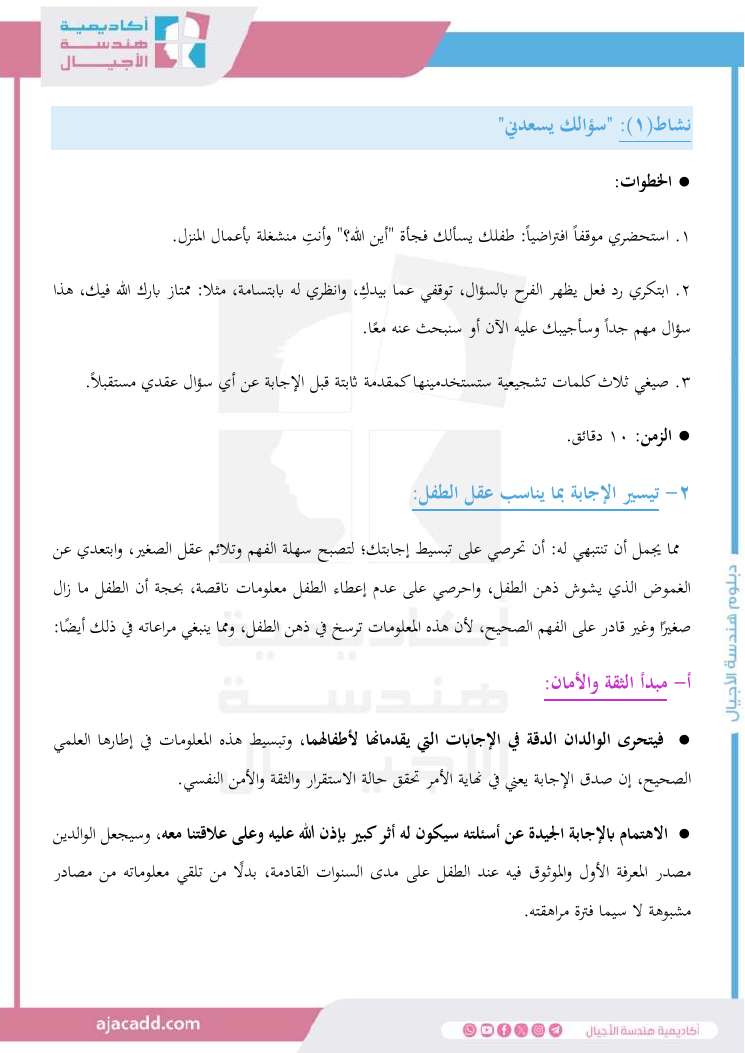 أكاديمية
هندسة
الأجيال
نشاط(١): "سؤالك يسعدني"
● الخطوات:
١. استحضري موقفاً افتراضياً: طفلك يسألك فجأة "أين الله؟" وأنتِ منشغلة بأعمال المنزل.
٢. ابتكري رد فعل يظهر الفرح بالسؤال، توقفي عما بيدكِ، وانظري له بابتسامة، مثلا: ممتاز بارك الله فيك، هذا
سؤال مهم جداً وسأجيبك عليه الآن أو سنبحث عنه معًا.
٣. صيغي ثلاث كلمات تشجيعية ستستخدمينها كمقدمة ثابتة قبل الإجابة عن أي سؤال عقدي مستقبلاً.
● الزمن: ١٠ دقائق.
٢- تيسير الإجابة بما يناسب عقل الطفل:
مما يجمل أن تنتبهي له: أن تحرصي على تبسيط إجابتك؛ لتصبح سهلة الفهم وتلائم عقل الصغير، وابتعدي عن
الغموض الذي يشوش ذهن الطفل، واحرصي على عدم إعطاء الطفل معلومات ناقصة، بحجة أن الطفل ما زال
صغيرًا وغير قادر على الفهم الصحيح، لأن هذه المعلومات ترسخ في ذهن الطفل، ومما ينبغي مراعاته في ذلك أيضًا:
أ- مبدأ الثقة والأمان:
● فيتحرى الوالدان الدقة في الإجابات التي يقدمانها لأطفالهما، وتبسيط هذه المعلومات في إطارها العلمي
الصحيح، إن صدق الإجابة يعني في نهاية الأمر تحقق حالة الاستقرار والثقة والأمن النفسي.
● الاهتمام بالإجابة الجيدة عن أسئلته سيكون له أثر كبير بإذن الله عليه وعلى علاقتنا معه، وسيجعل الوالدين
مصدر المعرفة الأول والموثوق فيه عند الطفل على مدى السنوات القادمة، بدلًا من تلقي معلوماته من مصادر
مشبوهة لا سيما فترة مراهقته.
أكاديمية
هندسة
الأجيال
دبلوم هندسة الأجيال
أكاديمية هندسة الأجيال
ajacadd.com